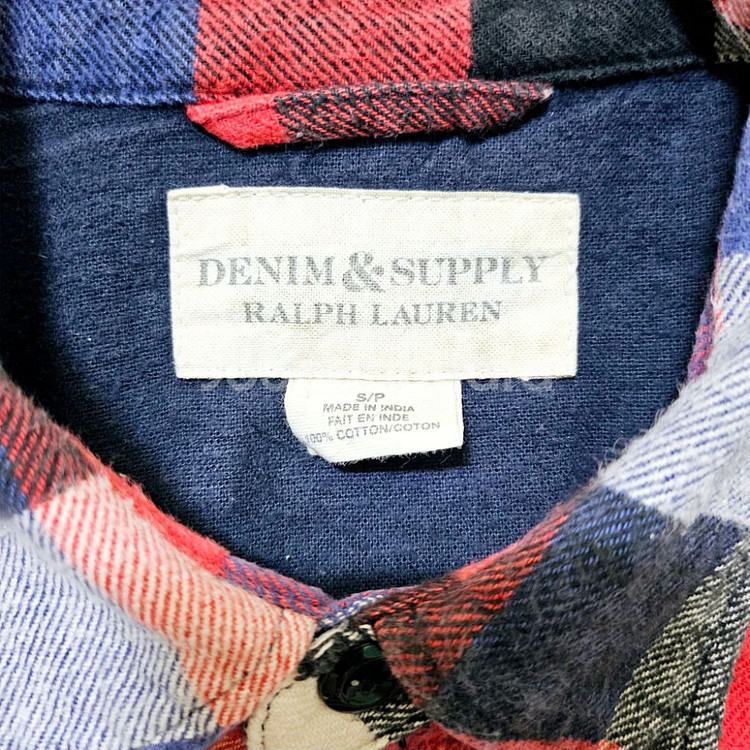 DENIM & SUPPLY
RALPH LAUREN
S/P
MADE IN INDIA
FAIT EN INDE
100% COTTON/COTON